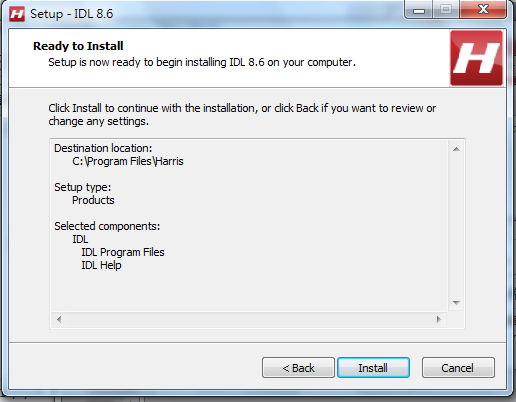 Setup - IDL 8.6
Ready to Install
Setup is now ready to begin installing IDL 8.6 on your computer.
H
Click Install to continue with the installation, or click Back if you want to review or
change any settings.
Destination location:
C:\Program Files\Harris
Setup type:
Products
Selected components:
IDL
IDL Program Files
IDL Help
< Back
Install
Cancel